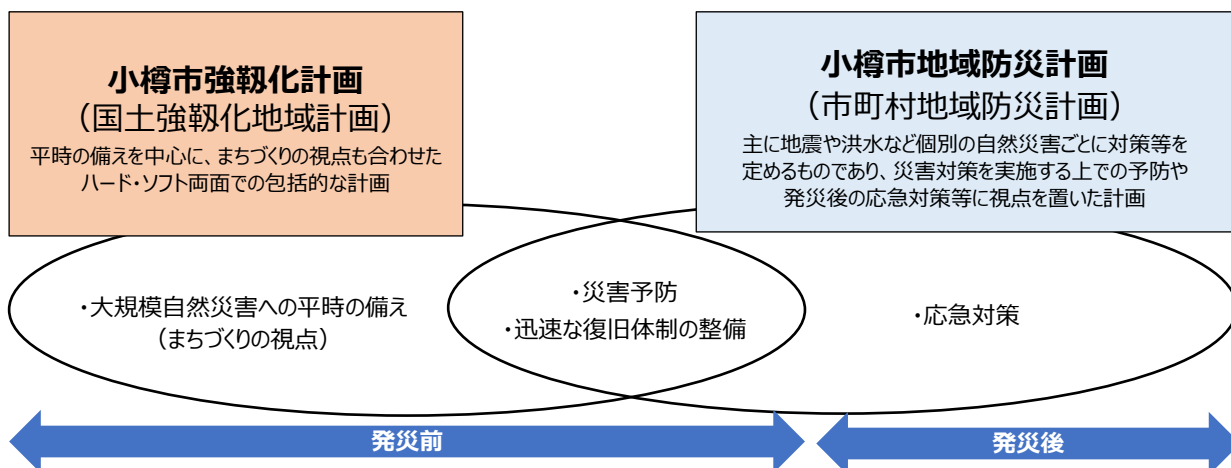 小樽市強靱化計画
（国土強靱化地域計画）
平時の備えを中心に、まちづくりの視点も合わせた
ハード・ソフト両面での包括的な計画
小樽市地域防災計画
（市町村地域防災計画）
主に地震や洪水など個別の自然災害ごとに対策等を
定めるものであり、災害対策を実施する上での予防や
発災後の応急対策等に視点を置いた計画
・大規模自然災害への平時の備え
（まちづくりの視点）
・災害予防
・迅速な復旧体制の整備
・応急対策
発災前
発災後